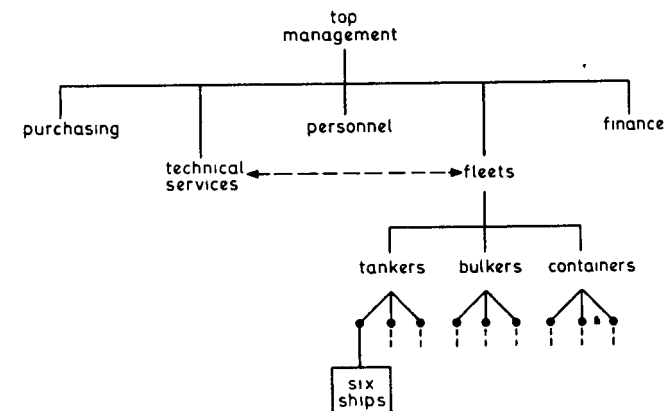 top
management
purchasing
personnel
finance
technical
services
fleets
tankers
bulkers
containers
six
ships